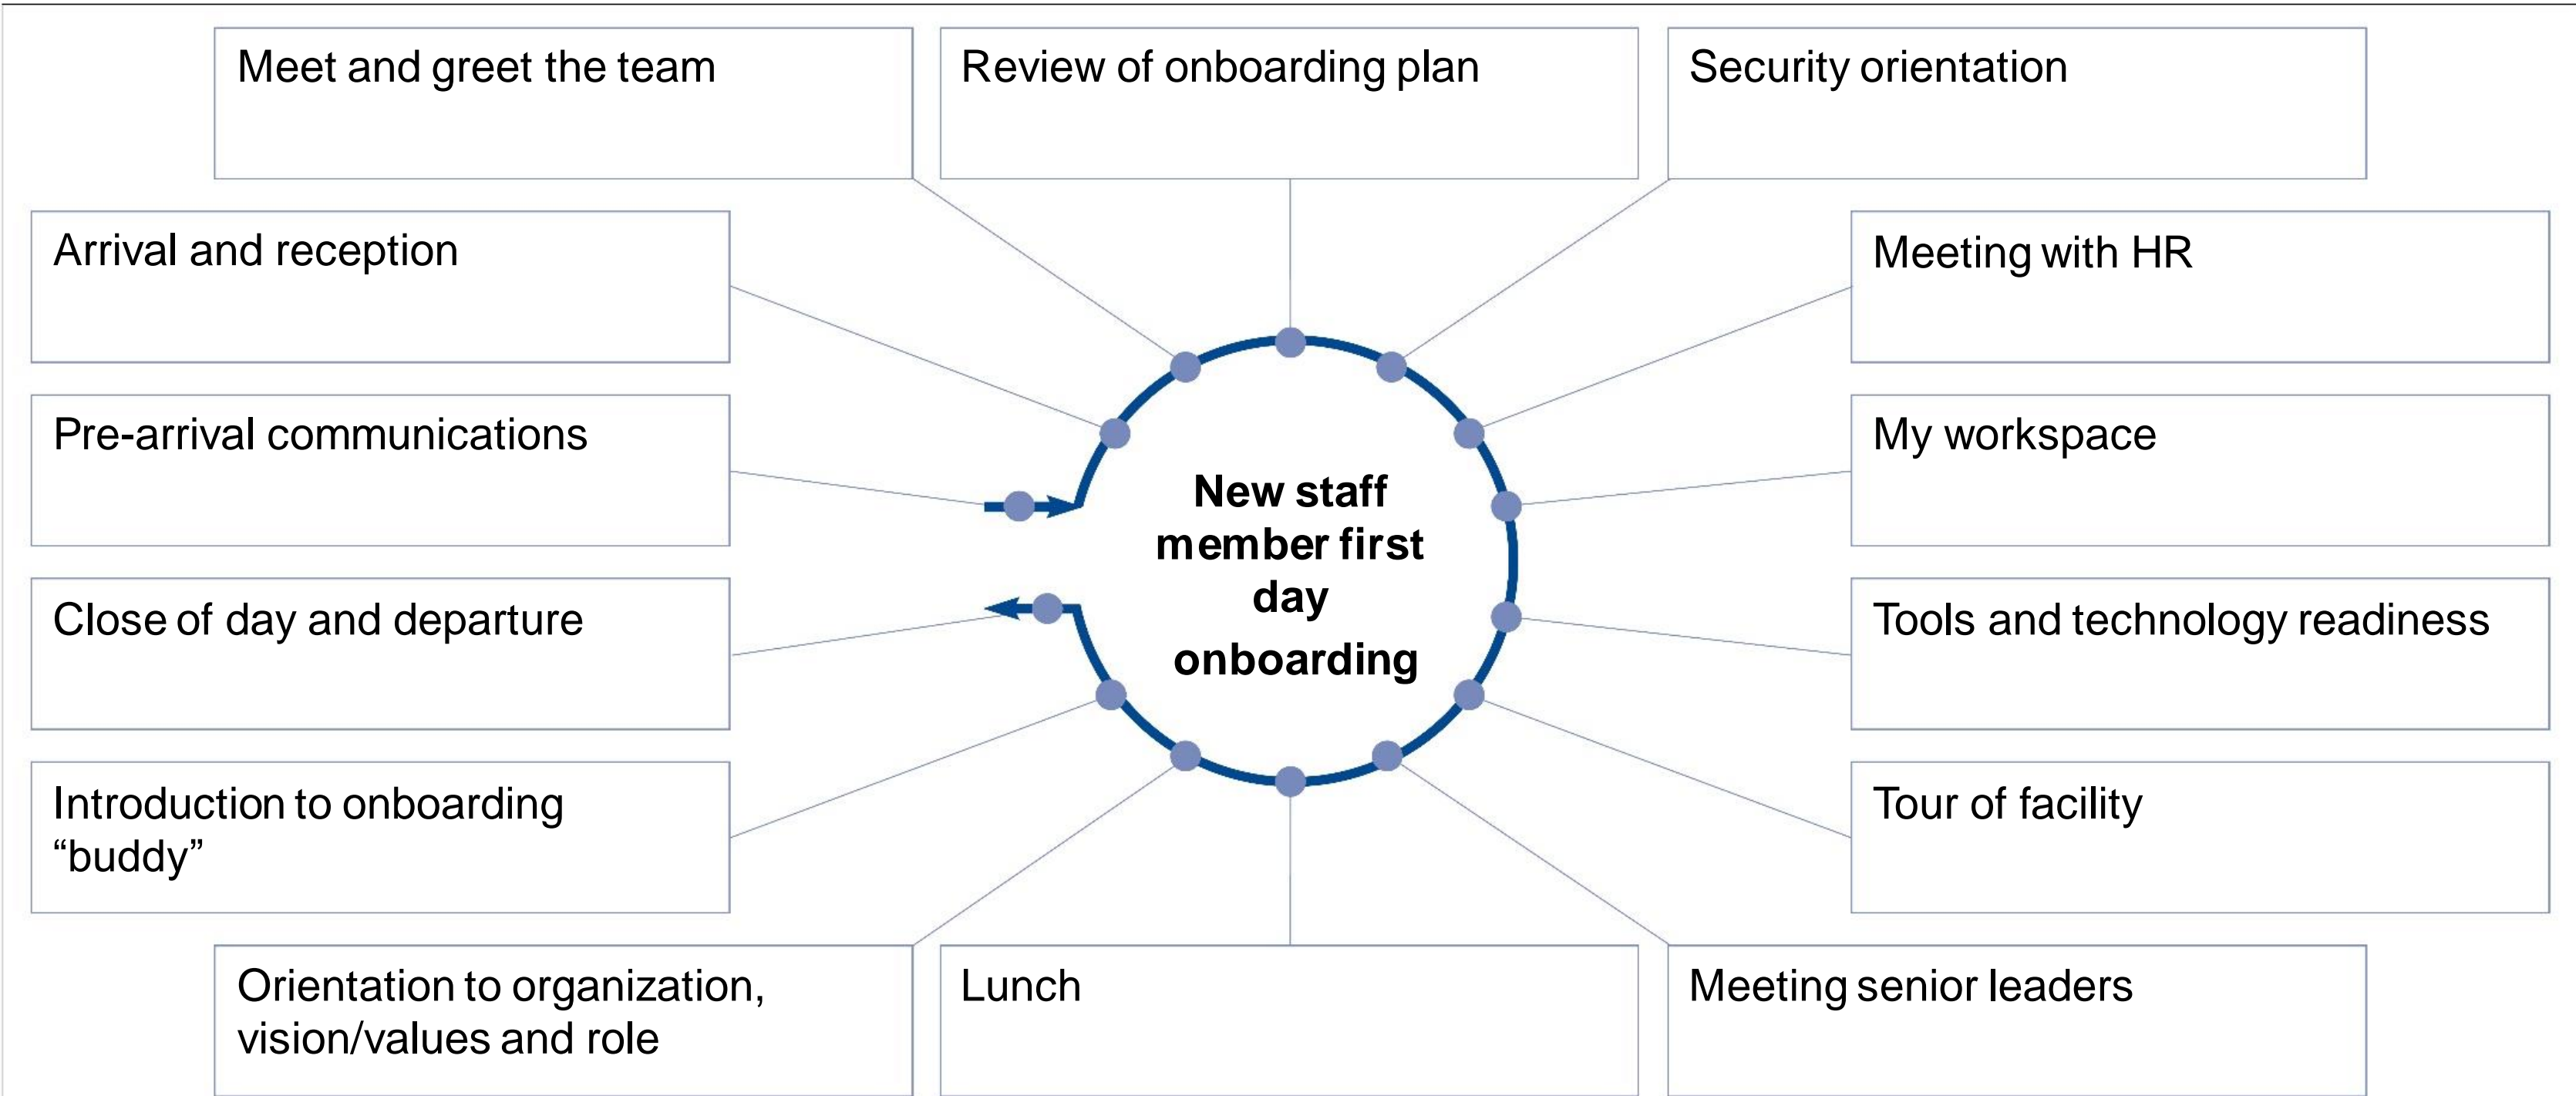 Meet and greet the team
Review of onboarding plan
Security orientation
Arrival and reception
Meeting with HR
Pre-arrival communications
My workspace
New staff
member first
day
onboarding
Close of day and departure
Tools and technology readiness
Introduction to onboarding
“buddy”
Tour of facility
Orientation to organization,
vision/values and role
Lunch
Meeting senior leaders